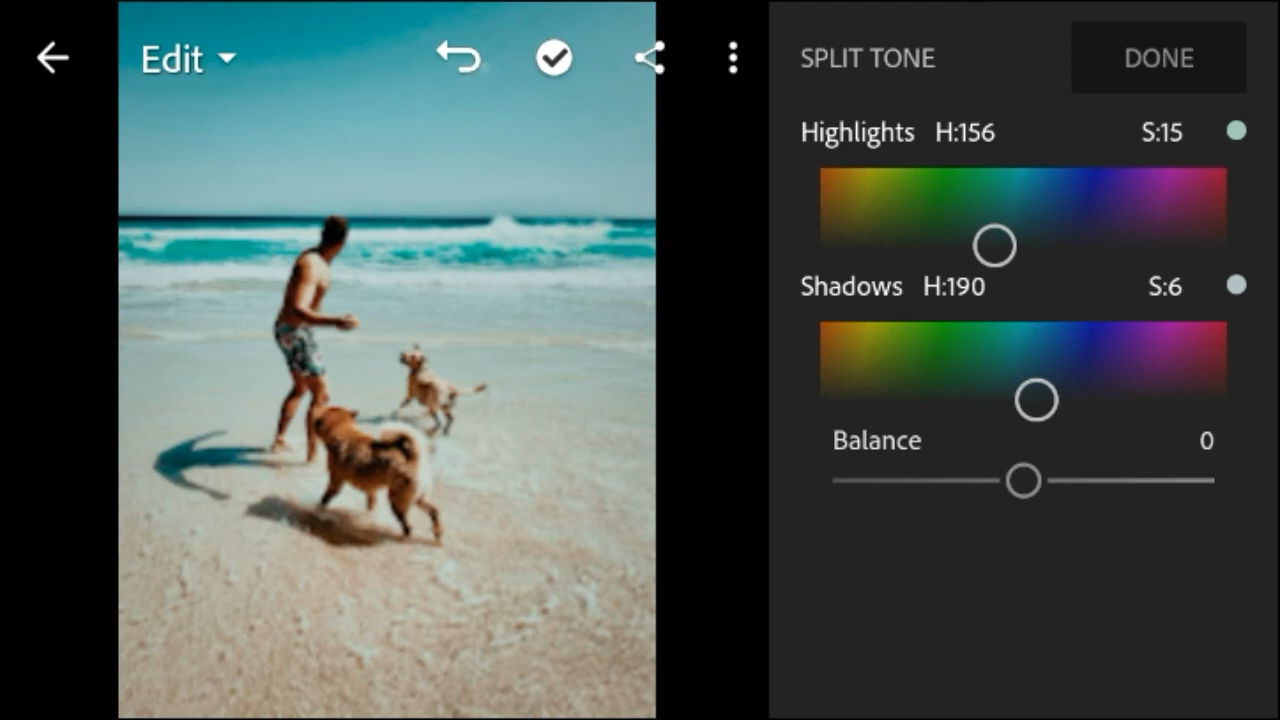 Edit
SPLIT TONE
DONE
Highlights H:156 S:15
Shadows H:190 S:6
Balance 0